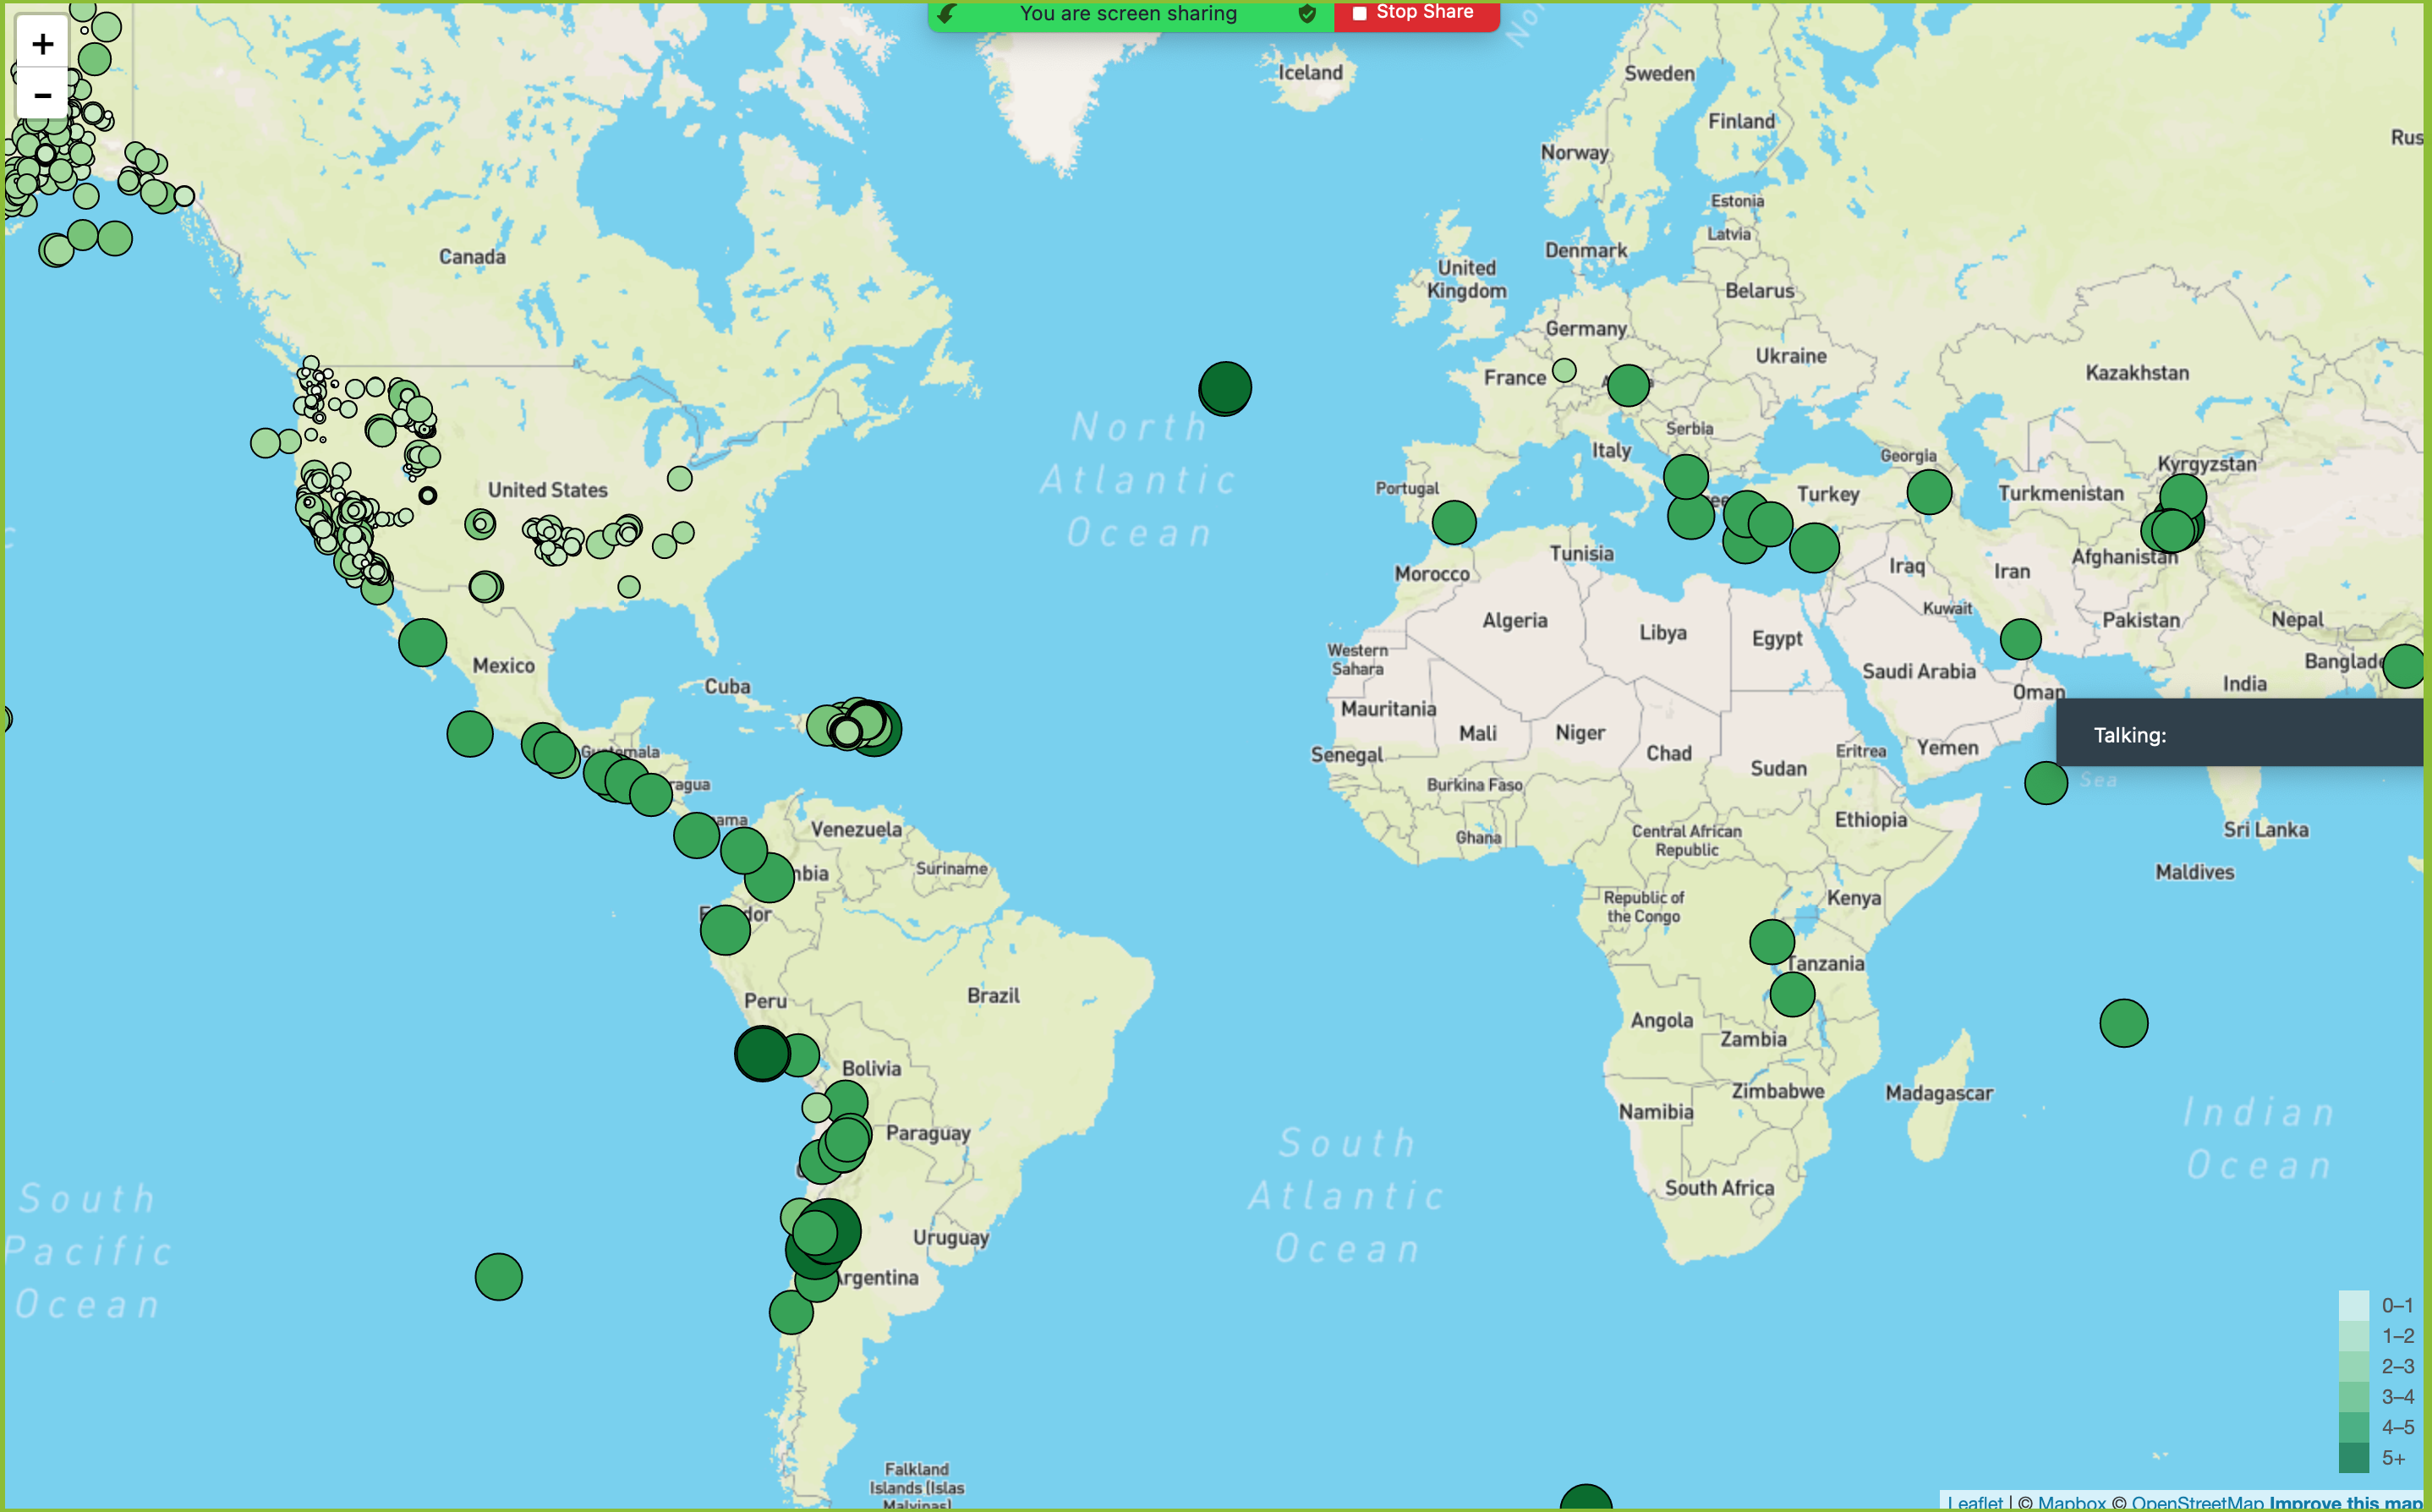 You are screen sharing
Stop Share
+
−
Iceland
Sweden
Finland
Norway
Rus
Estonia
Latvia
Denmark
Canada
United
Kingdom
Belarus
Germany
Ukraine
France
Kazakhstan
North
Atlantic
Ocean
Serbia
Italy
Georgia
Kyrgyzstan
United States
Portugal
Turkey
Turkmenistan
Tunisia
Afghanistan
Morocco
Iraq
Iran
Kuwait
Algeria
Libya
Egypt
Pakistan
Nepal
Western
Sahara
Mexico
Banglade
Saudi Arabia
India
Cuba
Oman
Mauritania
Mali
Niger
Talking:
Guatemala
Senegal
Chad
Eritrea
Yemen
Sudan
Sea
ragua
Burkina Faso
ama
Venezuela
Ghana
Central African
Republic
Ethiopia
Sri Lanka
mbia
Suriname
Maldives
Republic of
the Congo
Kenya
Tanzania
Peru
Brazil
Angola
Zambia
Bolivia
Zimbabwe
Madagascar
Namibia
Indian
Ocean
Paraguay
South
Atlantic
Ocean
South Africa
South
Pacific
Ocean
Uruguay
Argentina
0–1
1–2
2–3
3–4
4–5
5+
Falkland
Islands (Islas
Malvinas)
Leaflet | © Mapbox © OpenStreetMap Improve this map